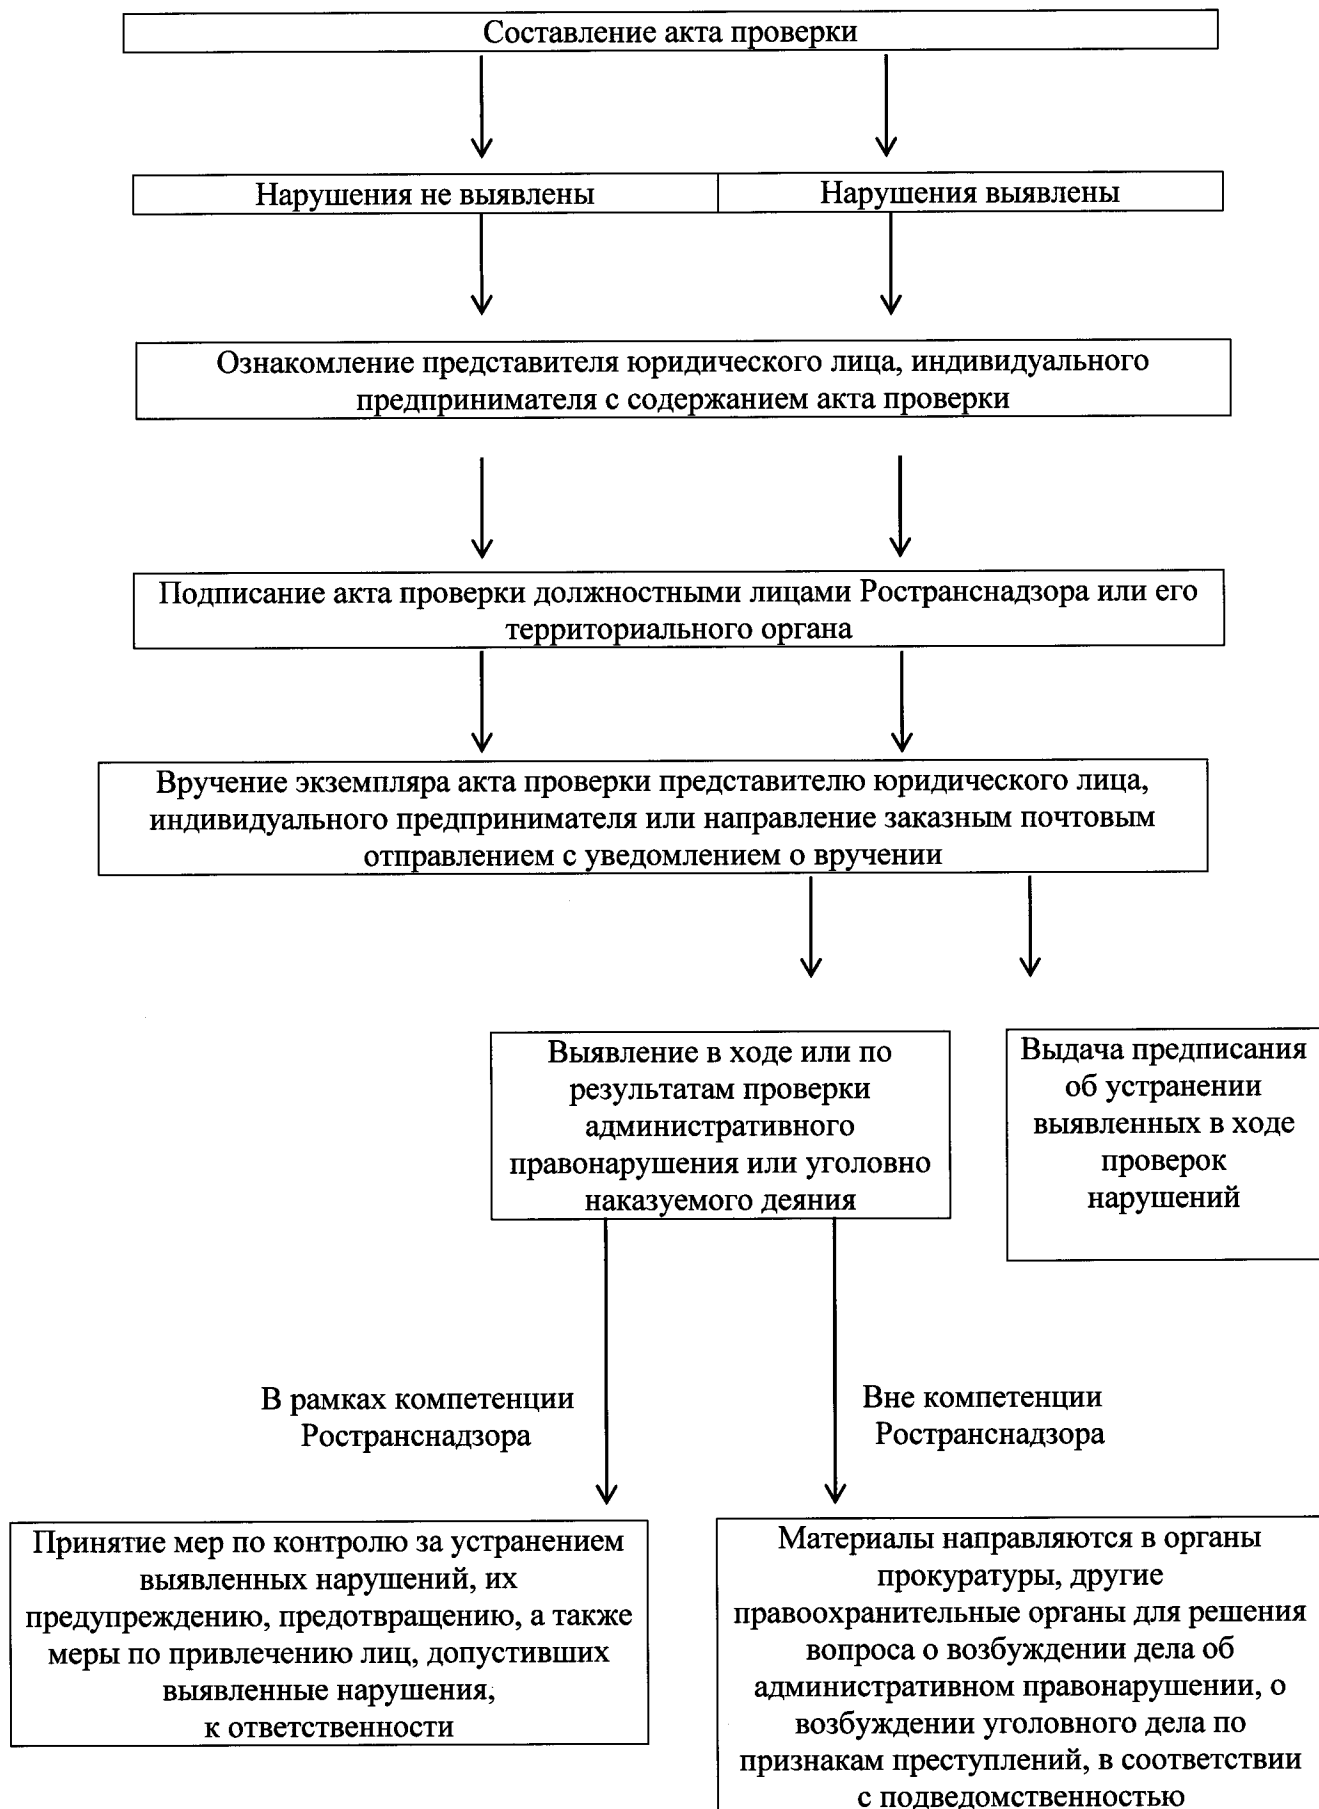 Составление акта проверки
Нарушения не выявлены
Нарушения выявлены
Ознакомление представителя юридического лица, индивидуального
предпринимателя с содержанием акта проверки
Подписание акта проверки должностными лицами Ространснадзора или его
территориального органа
Вручение экземпляра акта проверки представителю юридического лица,
индивидуального предпринимателя или направление заказным почтовым
отправлением с уведомлением о вручении
Выявление в ходе или по
результатам проверки
административного
правонарушения или уголовно
наказуемого деяния
Выдача предписания
об устранении
выявленных в ходе
проверок
нарушений
В рамках компетенции
Ространснадзора
Вне компетенции
Ространснадзора
Принятие мер по контролю за устранением
выявленных нарушений, их
предупреждению, предотвращению, а также
меры по привлечению лиц, допустивших
выявленные нарушения,
к ответственности
Материалы направляются в органы
прокуратуры, другие
правоохранительные органы для решения
вопроса о возбуждении дела об
административном правонарушении, о
возбуждении уголовного дела по
признакам преступлений, в соответствии
с подведомственностью